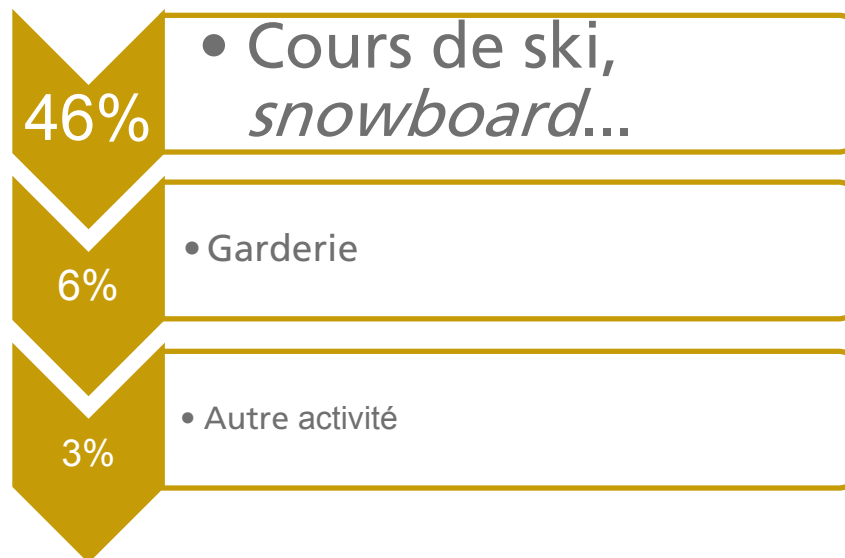 46%
• Cours de ski,
snowboard...
6%
• Garderie
3%
• Autre activité